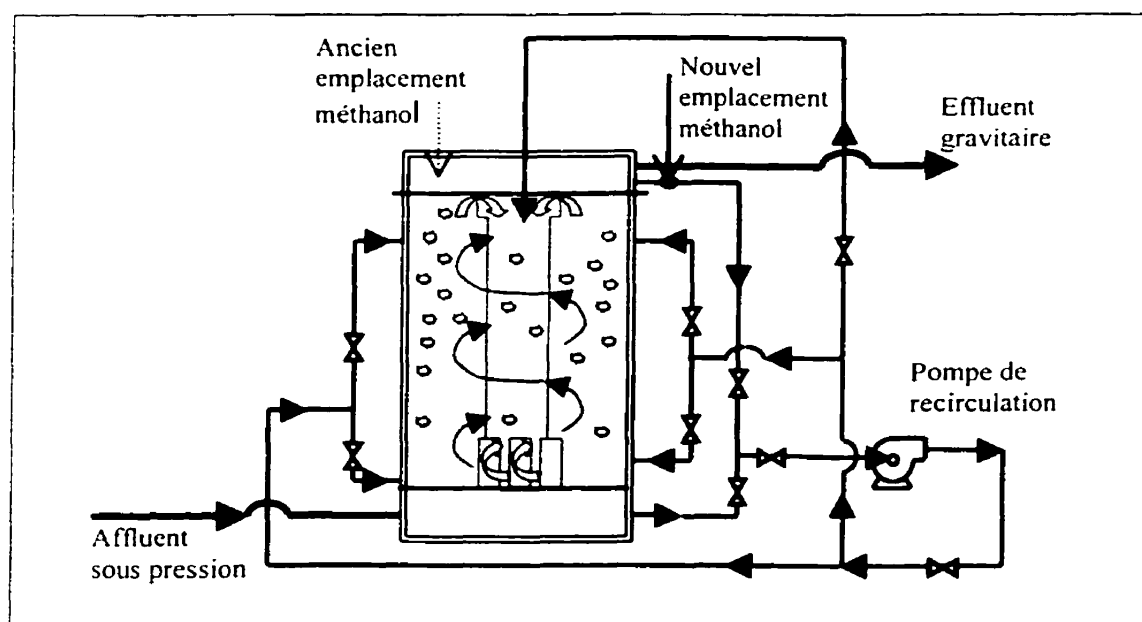 Ancien
emplacement
méthanol
Nouvel
emplacement
méthanol
Effluent
gravitaire
Pompe de
recirculation
Affluent
sous pression